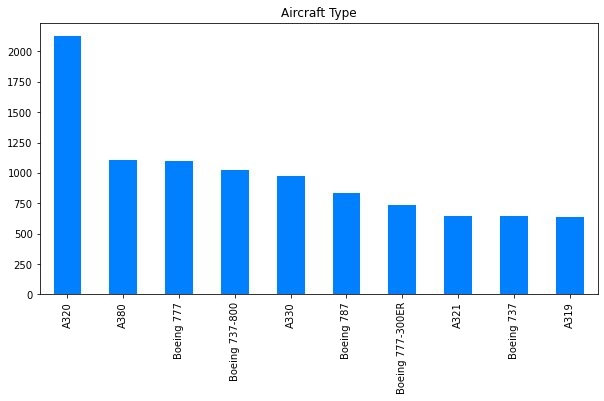 Aircraft Type
2000
1750
1500
1250
1000
750
500
250
0
A320
A380
Boeing 777
Boeing 737-800
A330
Boeing 787
Boeing 777-300ER
A321
Boeing 737
A319